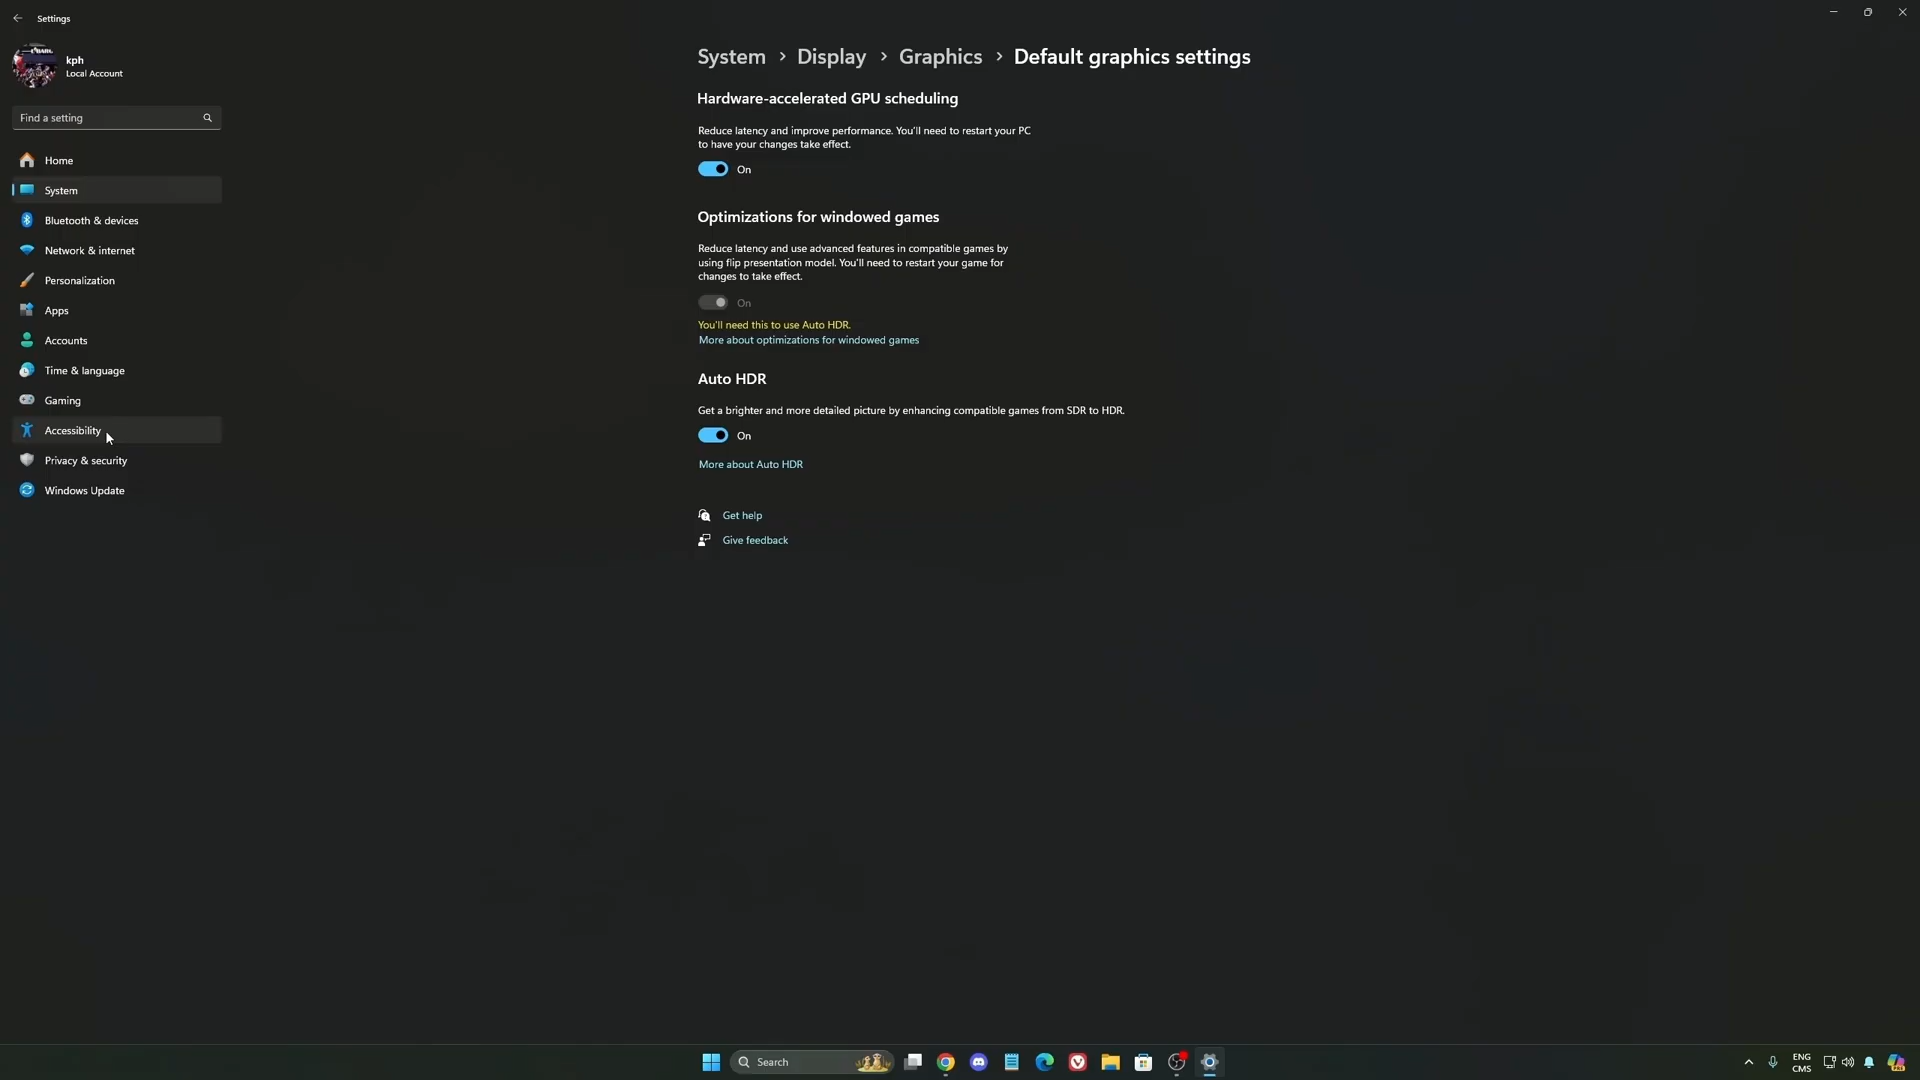 Settings
kph
Local Account
Find a setting
Home
System
Bluetooth & devices
Network & internet
Personalization
Apps
Accounts
Time & language
Gaming
Accessibility
Privacy & security
Windows Update
System > Display > Graphics > Default graphics settings
Hardware-accelerated GPU scheduling
Reduce latency and improve performance. You'll need to restart your PC
to have your changes take effect.
On
Optimizations for windowed games
Reduce latency and use advanced features in compatible games by
using flip presentation model. You'll need to restart your game for
changes to take effect.
On
You'll need this to use Auto HDR.
More about optimizations for windowed games
Auto HDR
Get a brighter and more detailed picture by enhancing compatible games from SDR to HDR.
On
More about Auto HDR
Get help
Give feedback
Search
ENG
CMS